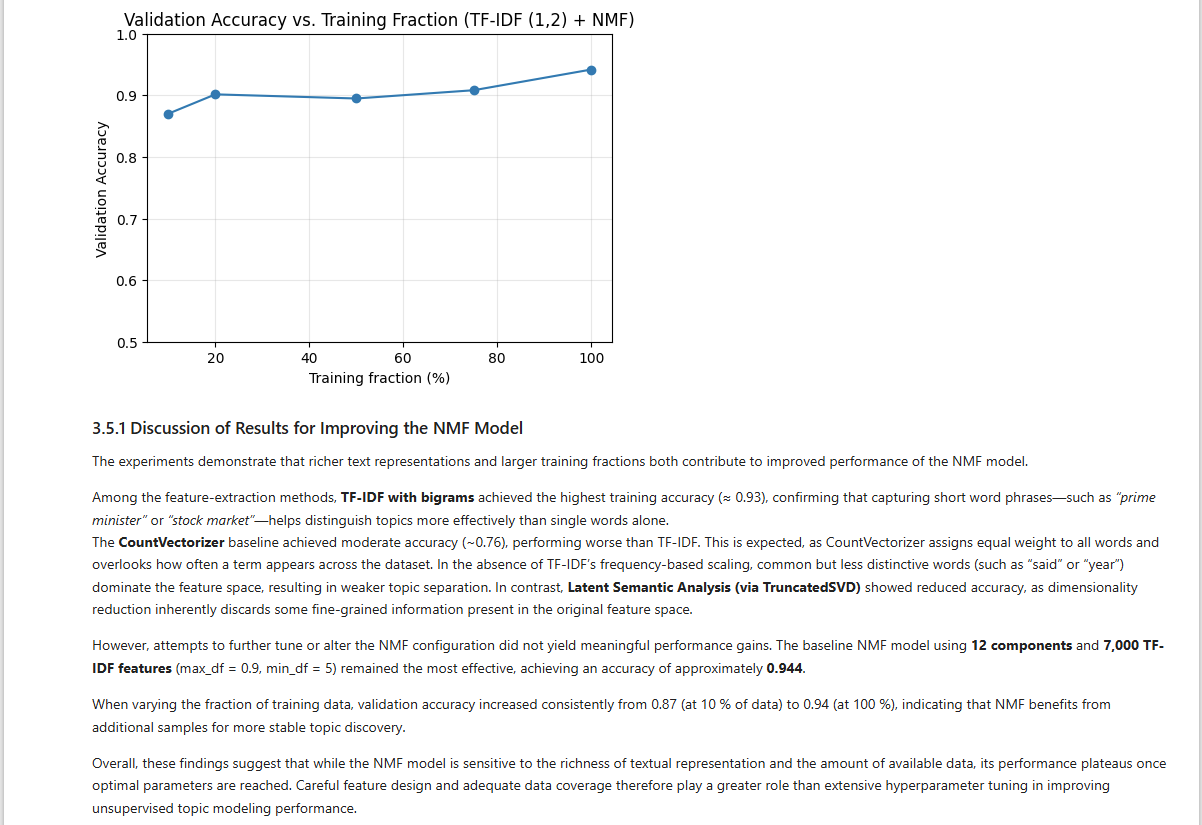 Validation Accuracy vs. Training Fraction (TF-IDF (1,2) + NMF)
1.0
0.9
0.8
0.7
0.6
0.5
Validation Accuracy
20 40 60 80 100
Training fraction (%)
3.5.1 Discussion of Results for Improving the NMF Model
The experiments demonstrate that richer text representations and larger training fractions both contribute to improved performance of the NMF model.
Among the feature-extraction methods, TF-IDF with bigrams achieved the highest training accuracy (≈ 0.93), confirming that capturing short word phrases—such as “prime
minister” or “stock market”—helps distinguish topics more effectively than single words alone.
The CountVectorizer baseline achieved moderate accuracy (~0.76), performing worse than TF-IDF. This is expected, as CountVectorizer assigns equal weight to all words and
overlooks how often a term appears across the dataset. In the absence of TF-IDF’s frequency-based scaling, common but less distinctive words (such as “said” or “year”)
dominate the feature space, resulting in weaker topic separation. In contrast, Latent Semantic Analysis (via TruncatedSVD) showed reduced accuracy, as dimensionality
reduction inherently discards some fine-grained information present in the original feature space.
However, attempts to further tune or alter the NMF configuration did not yield meaningful performance gains. The baseline NMF model using 12 components and 7,000 TF-
IDF features (max_df = 0.9, min_df = 5) remained the most effective, achieving an accuracy of approximately 0.944.
When varying the fraction of training data, validation accuracy increased consistently from 0.87 (at 10 % of data) to 0.94 (at 100 %), indicating that NMF benefits from
additional samples for more stable topic discovery.
Overall, these findings suggest that while the NMF model is sensitive to the richness of textual representation and the amount of available data, its performance plateaus once
optimal parameters are reached. Careful feature design and adequate data coverage therefore play a greater role than extensive hyperparameter tuning in improving
unsupervised topic modeling performance.